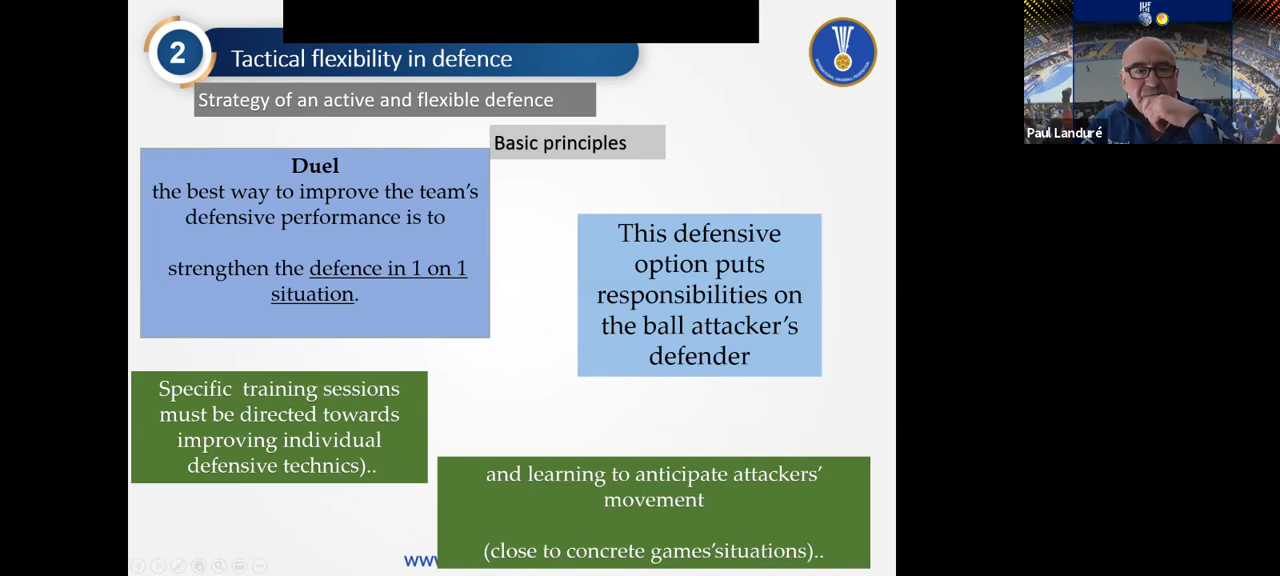 2
Tactical flexibility in defence
Strategy of an active and flexible defence
Basic principles
Duel
the best way to improve the team’s
defensive performance is to
strengthen the defence in 1 on 1
situation.
This defensive
option puts
responsibilities on
the ball attacker’s
defender
Specific training sessions
must be directed towards
improving individual
defensive technics)..
and learning to anticipate attackers’
movement
(close to concrete games’situations)..
IHF
Paul Landuré